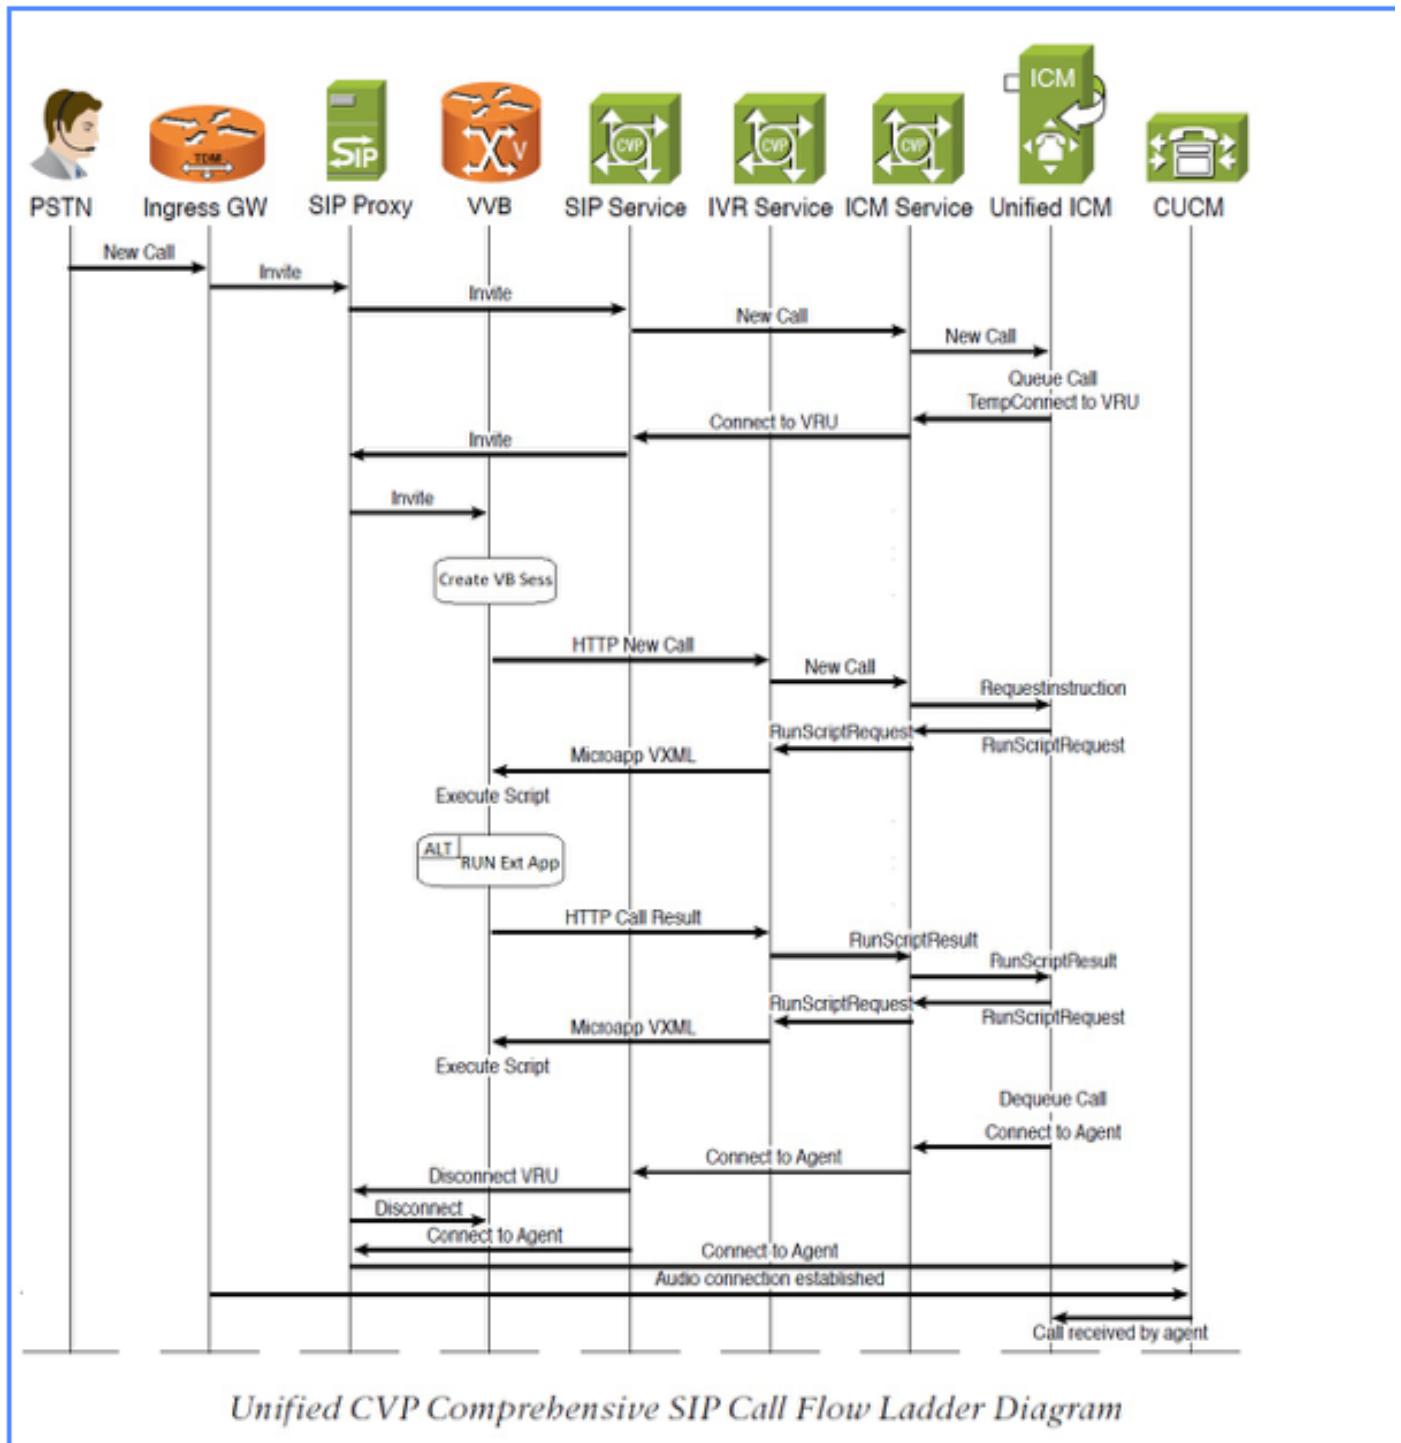 ICM
SIP
TDM
V
CVP
CVP
CVP
PSTN
Ingress GW
SIP Proxy
VVB
SIP Service
IVR Service
ICM Service
Unified ICM
CUCM
New Call
Invite
Invite
New Call
New Call
Queue Call
TempConnect to VRU
Connect to VRU
Invite
Invite
Create VB Sess
HTTP New Call
New Call
Requestinstruction
RunScriptRequest
RunScriptRequest
Microapp VXML
Execute Script
ALT
RUN Ext App
HTTP Call Result
RunScriptResult
RunScriptResult
RunScriptRequest
RunScriptRequest
Microapp VXML
Execute Script
Dequeue Call
Connect to Agent
Connect to Agent
Disconnect VRU
Disconnect
Connect to Agent
Connect to Agent
Audio connection established
Call received by agent
Unified CVP Comprehensive SIP Call Flow Ladder Diagram